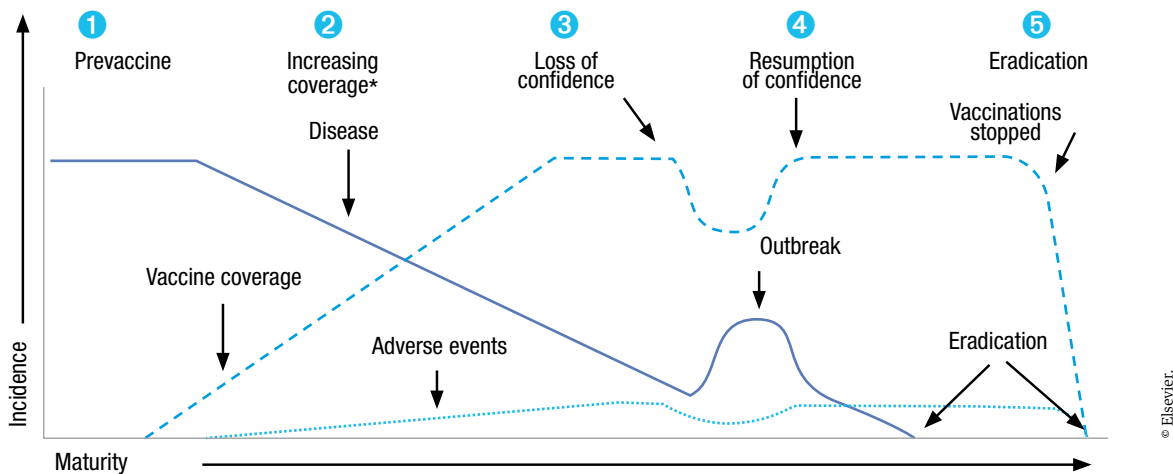 1
2
3
4
5
Prevaccine
Increasing
coverage*
Loss of
confidence
Resumption
of confidence
Eradication
Disease
Vaccinations
stopped
Vaccine coverage
Outbreak
Adverse events
Eradication
Incidence
Maturity
© Elsevier.